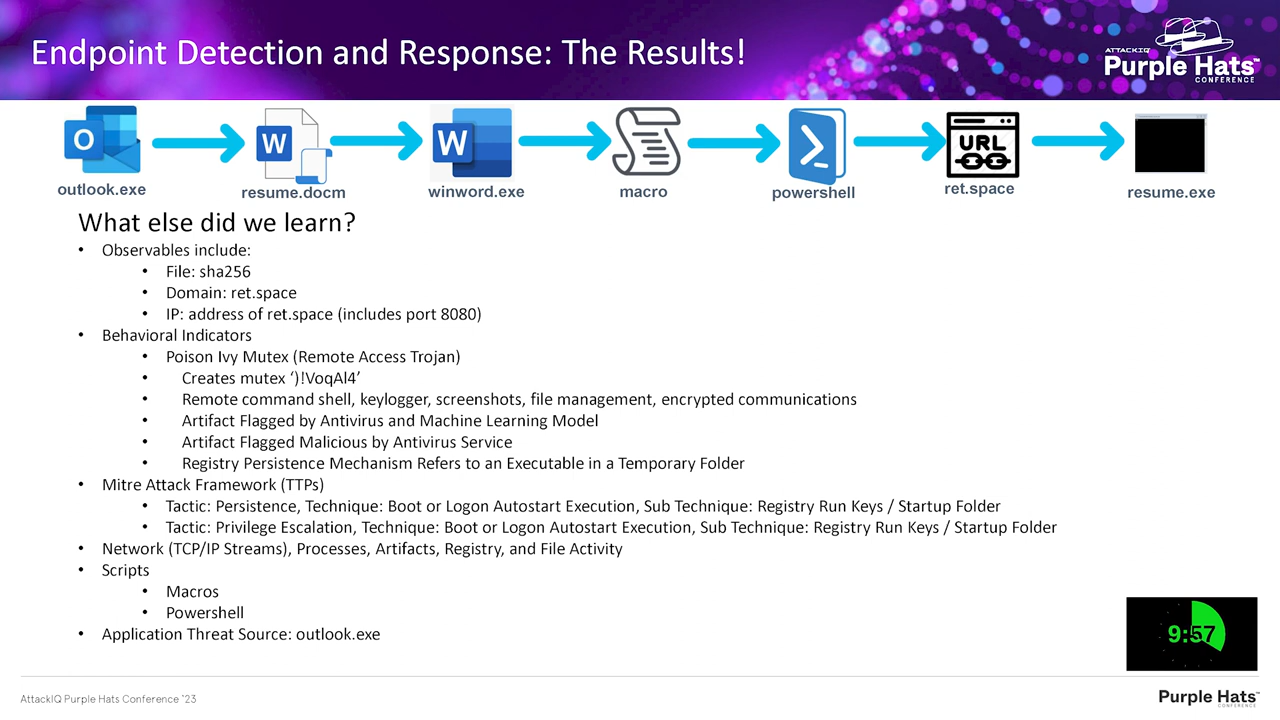 Endpoint Detection and Response: The Results!
ATTACKIQ
Purple Hats™
CONFERENCE
O
W
W
URL
outlook.exe
resume.docm
winword.exe
macro
powershell
ret.space
resume.exe
What else did we learn?
• Observables include:
• File: sha256
• Domain: ret.space
• IP: address of ret.space (includes port 8080)
• Behavioral Indicators
• Poison Ivy Mutex (Remote Access Trojan)
• Creates mutex ‘)!VoqAl4’
• Remote command shell, keylogger, screenshots, file management, encrypted communications
• Artifact Flagged by Antivirus and Machine Learning Model
• Artifact Flagged Malicious by Antivirus Service
• Registry Persistence Mechanism Refers to an Executable in a Temporary Folder
• Mitre Attack Framework (TTPs)
• Tactic: Persistence, Technique: Boot or Logon Autostart Execution, Sub Technique: Registry Run Keys / Startup Folder
• Tactic: Privilege Escalation, Technique: Boot or Logon Autostart Execution, Sub Technique: Registry Run Keys / Startup Folder
• Network (TCP/IP Streams), Processes, Artifacts, Registry, and File Activity
• Scripts
• Macros
• Powershell
• Application Threat Source: outlook.exe
9:57
AttackIQ Purple Hats Conference ’23
Purple Hats™
CONFERENCE